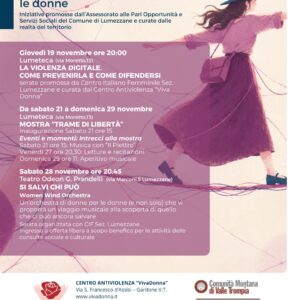 le donne
Iniziative promosse dall'Assessorato alle Pari Opportunità e
Servizi Sociali del Comune di Lumezzane e curate dalle
realtà del territorio
Giovedì 19 novembre ore 20:00
Lumeteca (via Moretto,13)
LA VIOLENZA DIGITALE.
COME PREVENIRLA E COME DIFENDERSI
serate promosse da Centro Italiano Femminile Sez.
Lumezzane e curata dal Centro Antiviolenza "Viva
Donna"
Da sabato 21 a domenica 29 novembre
Lumeteca (via Moretto,13)
MOSTRA "TRAME DI LIBERTÀ"
Inaugurazione Sabato 21 ore 15
Eventi e momenti: Intrecci alla mostra
Sabato 21 ore 15: Musica con "Il Plettro"
Venerdì 27 ore 20,30: Letture e recitazioni
Domenica 29 ore 11: Aperitivo musicale
Sabato 28 novembre ore 20:45
Teatro Odeon G. Prandelli (via Marconi 5 Lumezzane)
SI SALVI CHI PUÒ
Women Wind Orchestra
Un'orchestra di donne per le donne (e non solo) che vi
proporrà un viaggio musicale alla scoperta di quello
che ci può ancora salvare
Serata organizzata con CIF Sez. Lumezzane
Ingresso a offerta libera a scopo benefico per le attività delle
consulte sociale e culturale
CENTRO ANTIVIOLENZA "VivaDonna"
Via S. Francesco d'Assisi - Gardone V.T.
www.vivadonna.it
Comunità Montana
di Valle Trompia